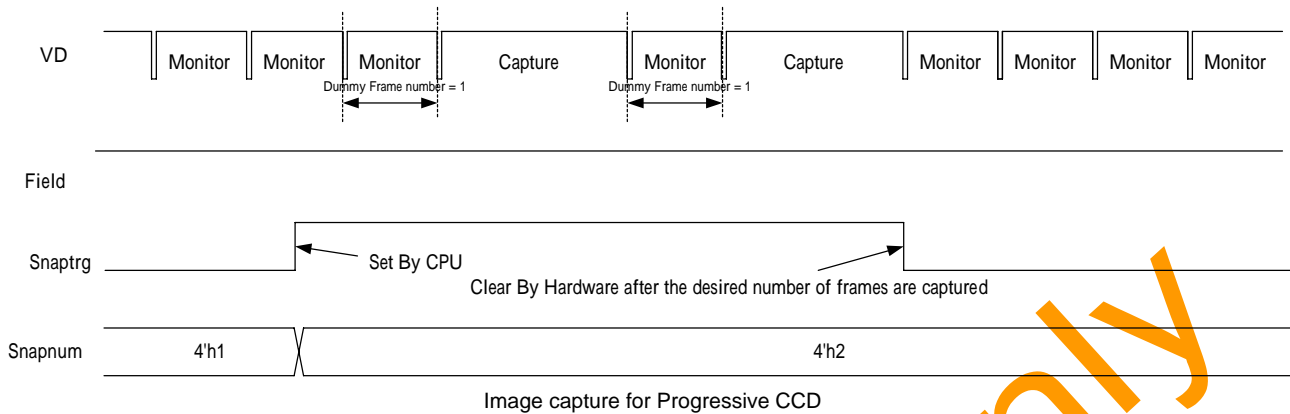 VD
Monitor Monitor Monitor Capture Monitor Capture Monitor Monitor Monitor Monitor
Dummy Frame number = 1 Dummy Frame number = 1
Field
Snaptrg
Set By CPU
Clear By Hardware after the desired number of frames are captured
Snapnum 4'h1 4'h2
Image capture for Progressive CCD